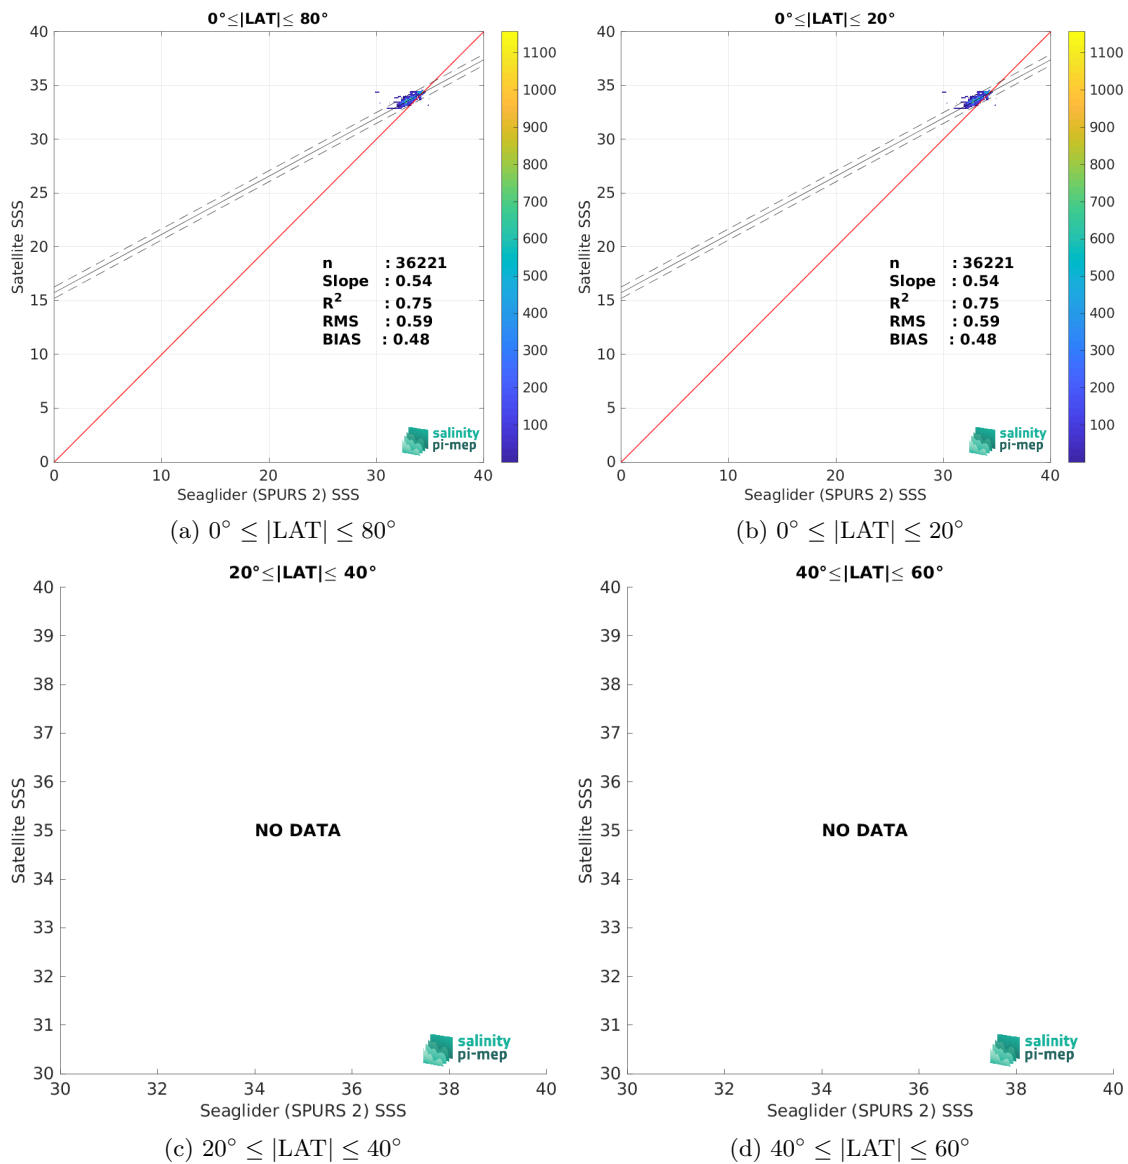 0°≤|LAT|≤ 80°
40
35
30
25
20
15
10
5
0
Satellite SSS
n : 36221
Slope : 0.54
R² : 0.75
RMS : 0.59
BIAS : 0.48
salinity
pi-mep
0 10 20 30 40
Seaglider (SPURS 2) SSS
1100
1000
900
800
700
600
500
400
300
200
100
(a) 0° ≤ |LAT| ≤ 80°
0°≤|LAT|≤ 20°
40
35
30
25
20
15
10
5
0
Satellite SSS
n : 36221
Slope : 0.54
R² : 0.75
RMS : 0.59
BIAS : 0.48
salinity
pi-mep
0 10 20 30 40
Seaglider (SPURS 2) SSS
1100
1000
900
800
700
600
500
400
300
200
100
(b) 0° ≤ |LAT| ≤ 20°
20°≤|LAT|≤ 40°
40
39
38
37
36
35
34
33
32
31
30
Satellite SSS
NO DATA
salinity
pi-mep
30 32 34 36 38 40
Seaglider (SPURS 2) SSS
(c) 20° ≤ |LAT| ≤ 40°
40°≤|LAT|≤ 60°
40
39
38
37
36
35
34
33
32
31
30
Satellite SSS
NO DATA
salinity
pi-mep
30 32 34 36 38 40
Seaglider (SPURS 2) SSS
(d) 40° ≤ |LAT| ≤ 60°